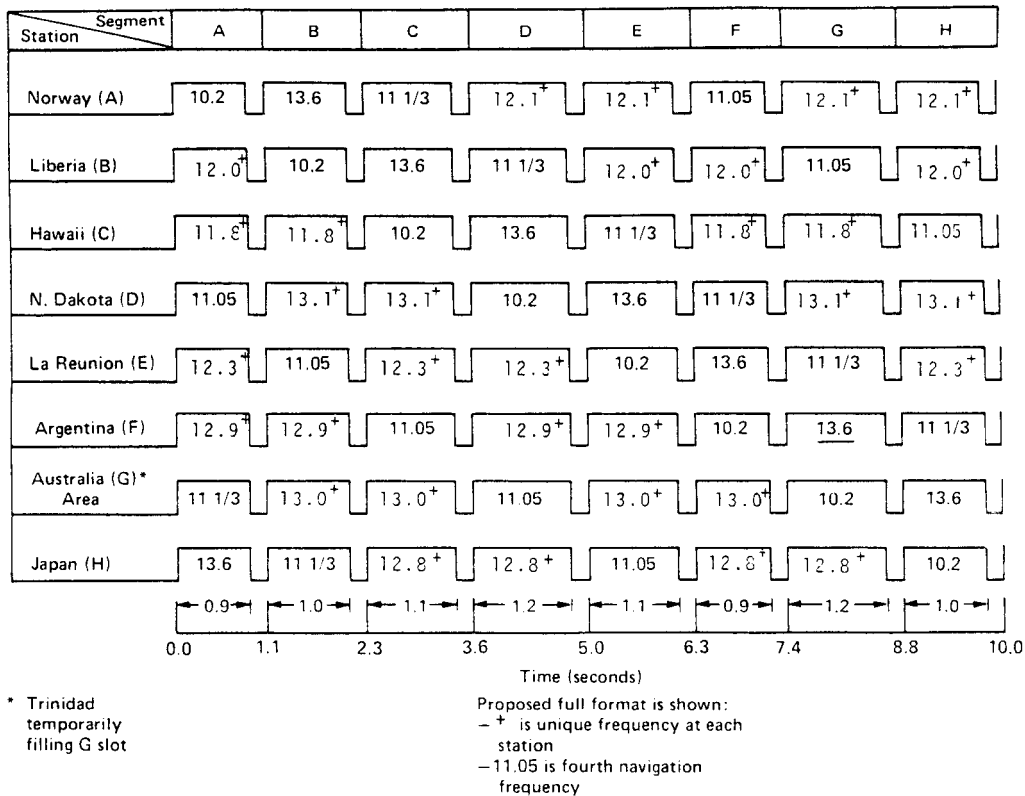 Segment
Station A B C D E F G H
Norway (A) 10.2 13.6 11 1/3 12.1+ 12.1+ 11.05 12.1+ 12.1+
Liberia (B) 12.0+ 10.2 13.6 11 1/3 12.0+ 12.0+ 11.05 12.0+
Hawaii (C) 11.8+ 11.8+ 10.2 13.6 11 1/3 11.8+ 11.8+ 11.05
N. Dakota (D) 11.05 13.1+ 13.1+ 10.2 13.6 11 1/3 13.1+ 13.1+
La Reunion (E) 12.3+ 11.05 12.3+ 12.3+ 10.2 13.6 11 1/3 12.3+
Argentina (F) 12.9+ 12.9+ 11.05 12.9+ 12.9+ 10.2 13.6 11 1/3
Australia (G)*
Area 11 1/3 13.0+ 13.0+ 11.05 13.0+ 13.0+ 10.2 13.6
Japan (H) 13.6 11 1/3 12.8+ 12.8+ 11.05 12.8+ 12.8+ 10.2
0.9 1.0 1.1 1.2 1.1 0.9 1.2 1.0
0.0 1.1 2.3 3.6 5.0 6.3 7.4 8.8 10.0
Time (seconds)
* Trinidad
temporarily
filling G slot
Proposed full format is shown:
– + is unique frequency at each
station
–11.05 is fourth navigation
frequency